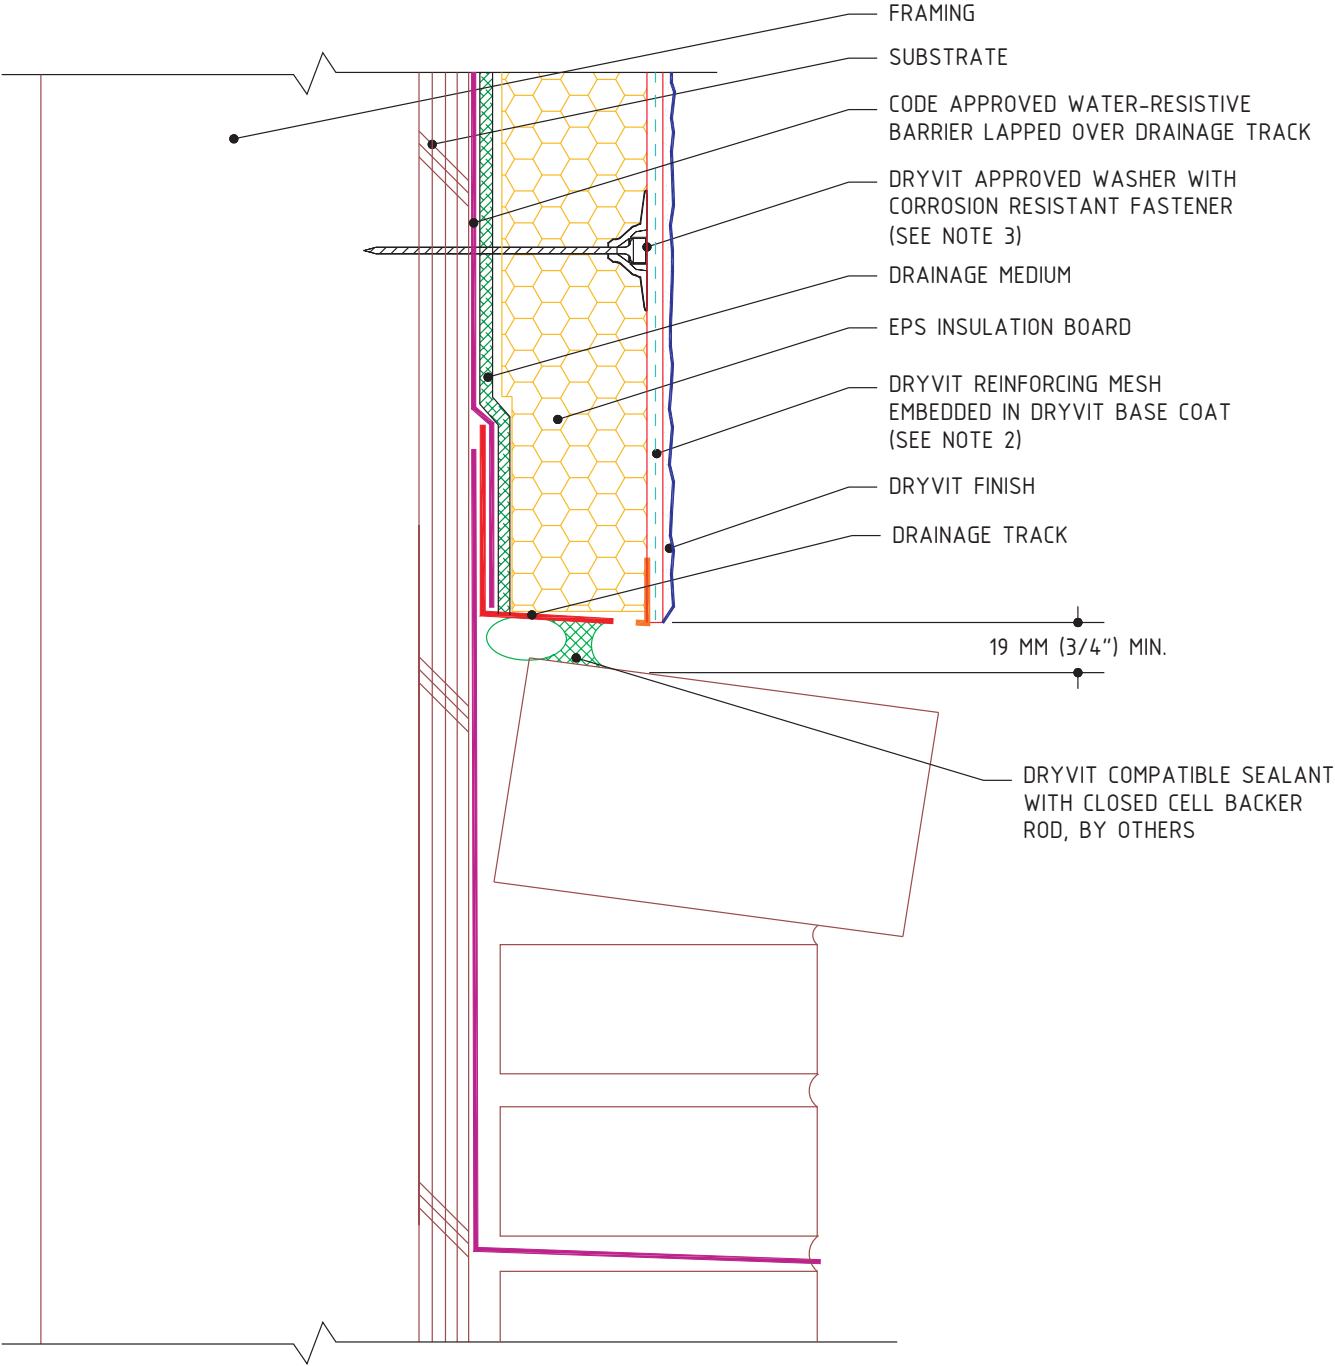 FRAMING
SUBSTRATE
CODE APPROVED WATER-RESISTIVE
BARRIER LAPPED OVER DRAINAGE TRACK
DRYVIT APPROVED WASHER WITH
CORROSION RESISTANT FASTENER
(SEE NOTE 3)
DRAINAGE MEDIUM
EPS INSULATION BOARD
DRYVIT REINFORCING MESH
EMBEDDED IN DRYVIT BASE COAT
(SEE NOTE 2)
DRYVIT FINISH
DRAINAGE TRACK
19 MM (3/4") MIN.
DRYVIT COMPATIBLE SEALANT
WITH CLOSED CELL BACKER
ROD, BY OTHERS